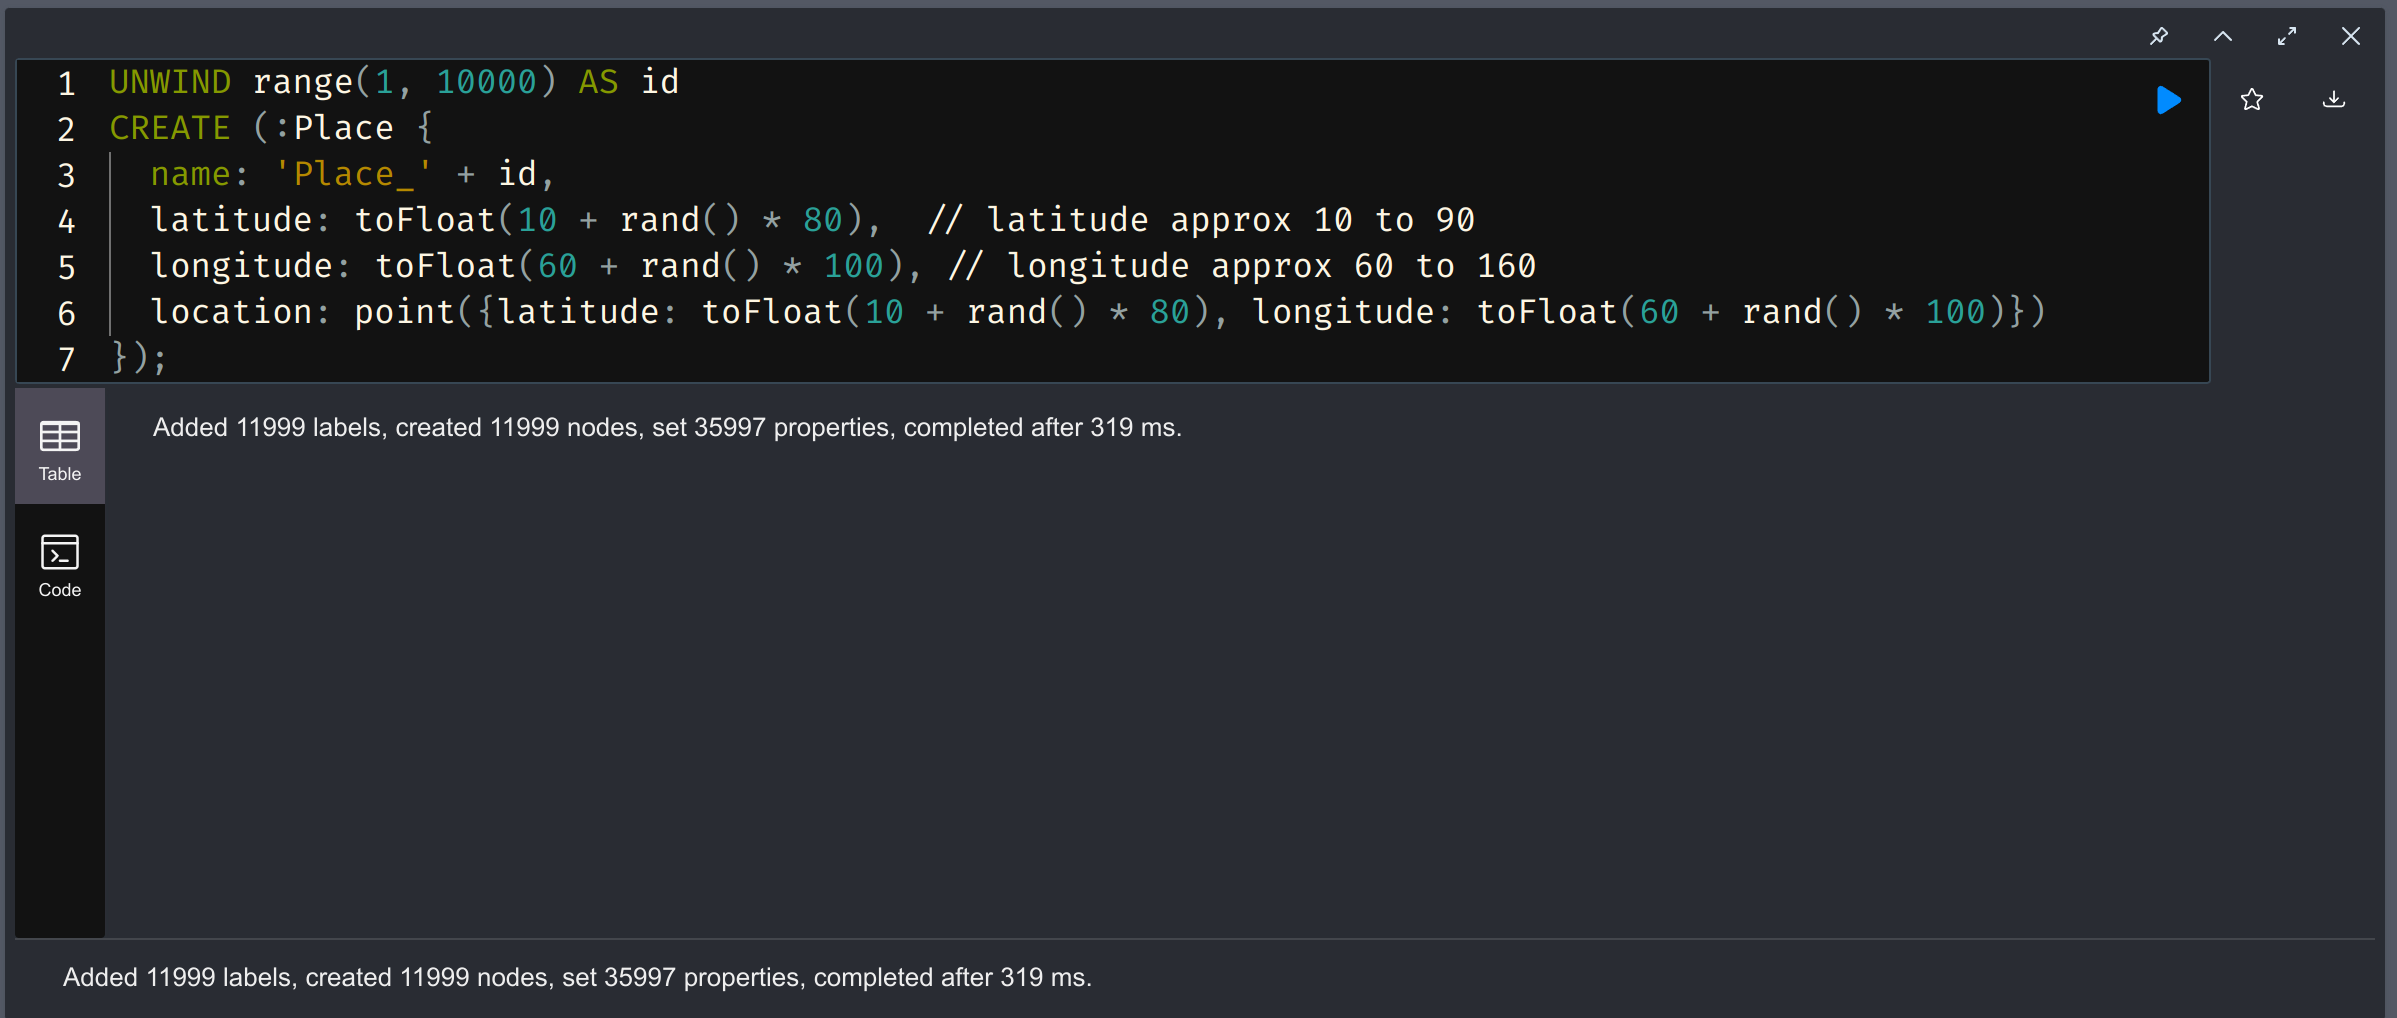 1 UNWIND range(1, 10000) AS id
2 CREATE (:Place {
3 name: 'Place_' + id,
4 latitude: toFloat(10 + rand() * 80), // latitude approx 10 to 90
5 longitude: toFloat(60 + rand() * 100), // longitude approx 60 to 160
6 location: point({latitude: toFloat(10 + rand() * 80), longitude: toFloat(60 + rand() * 100)})
7 });
Added 11999 labels, created 11999 nodes, set 35997 properties, completed after 319 ms.
Table
Code
Added 11999 labels, created 11999 nodes, set 35997 properties, completed after 319 ms.